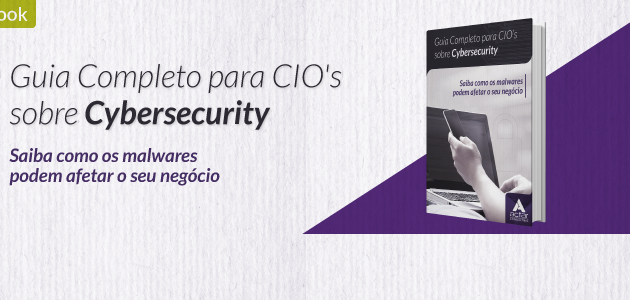 ook
Guia Completo para CIO's
sobre Cybersecurity
Saiba como os malwares
podem afetar o seu negócio
Guia Completo para CIO's
sobre Cybersecurity
Saiba como os malwares
podem afetar o seu negócio
actar